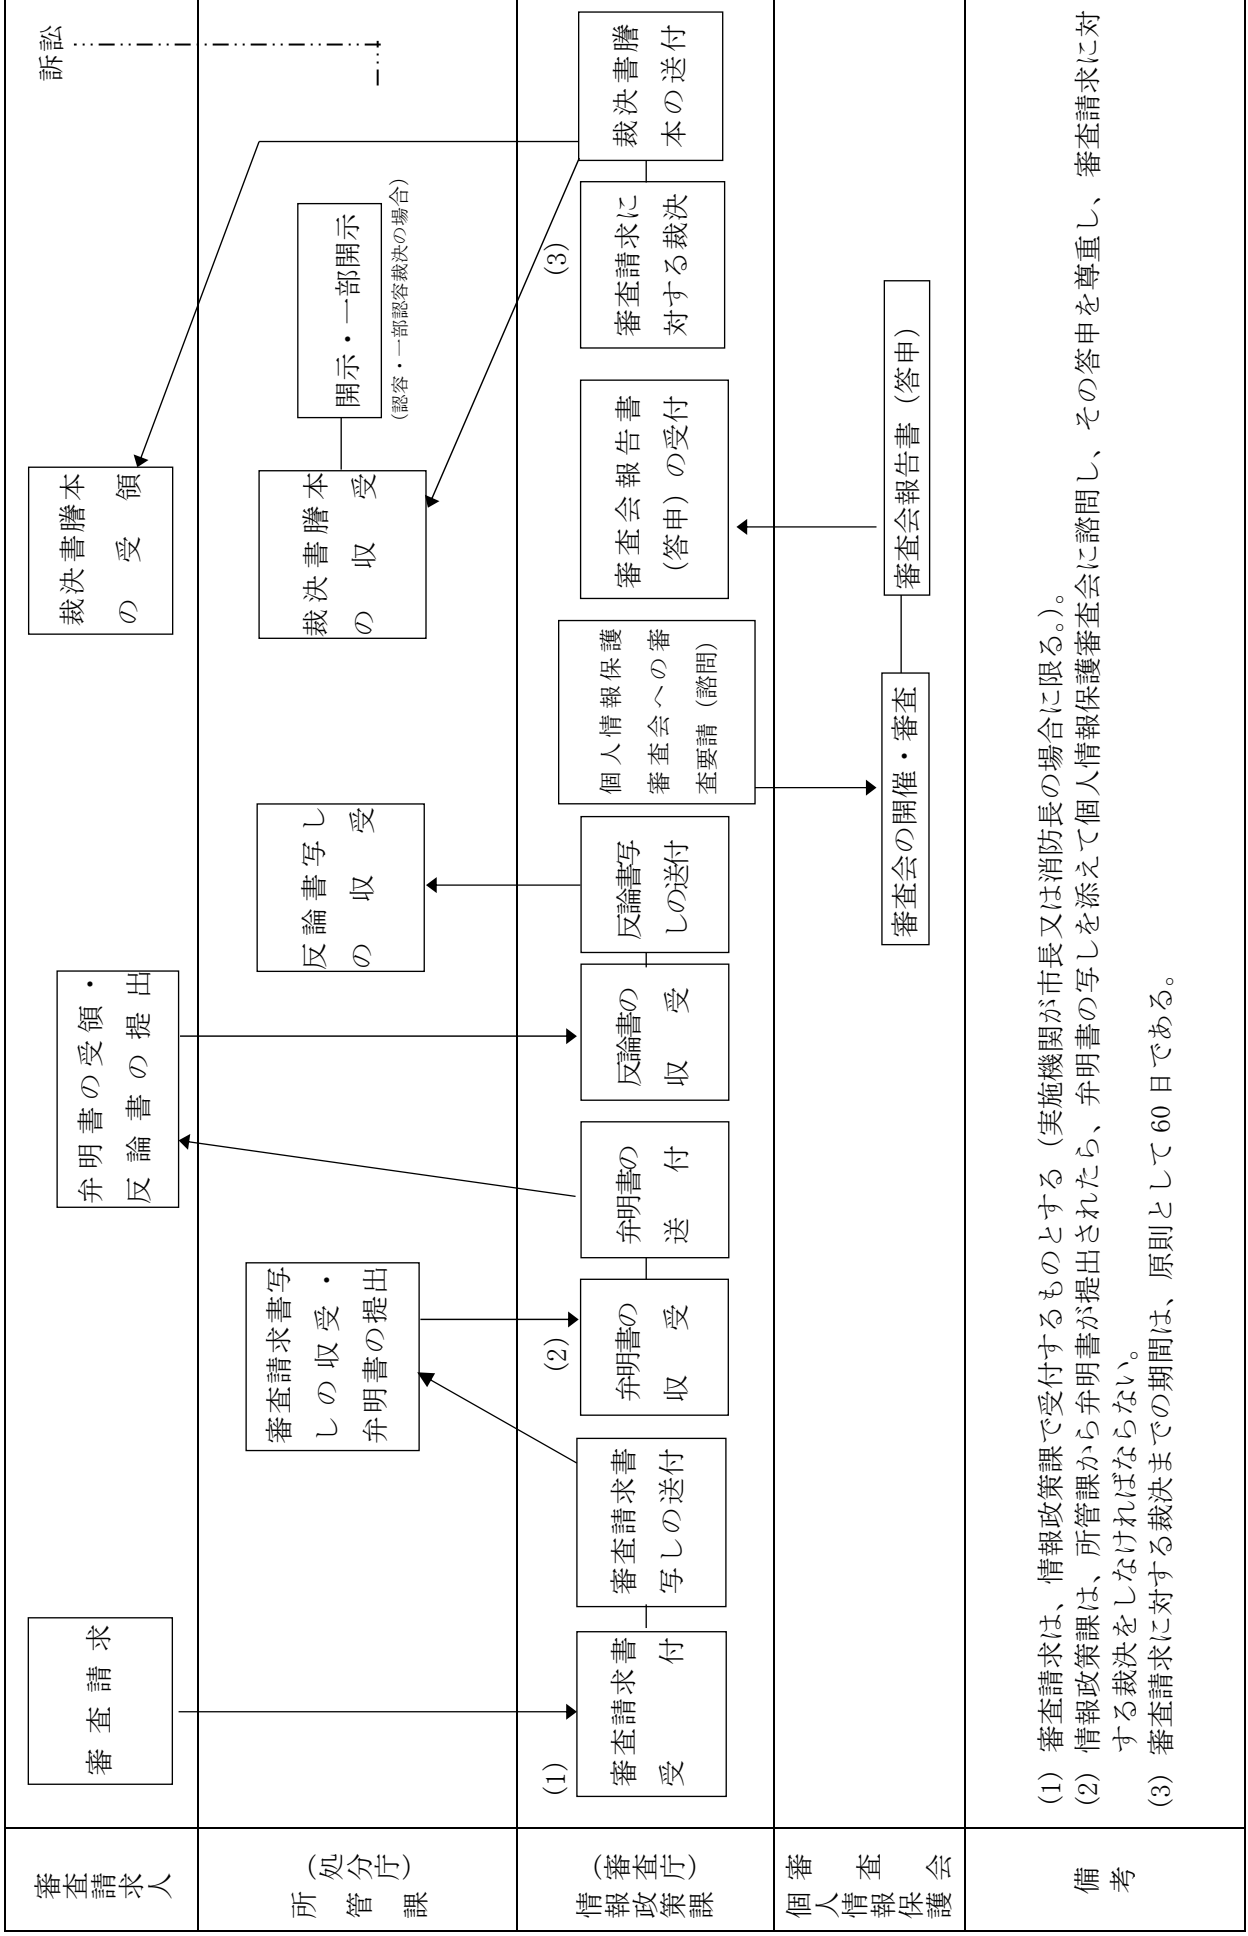 審査請求人
審査請求
弁明書の受領・
反論書の提出
裁決書謄本
の受領
訴訟
所管課
(処分庁)
審査請求書写
しの収受・
弁明書の提出
反論書写し
の収受
裁決書謄本
の収受
開示・一部開示
(認容・一部認容裁決の場合)
情報政策課
(審査庁)
(1)
審査請求書
受付
審査請求書
写しの送付
(2)
弁明書の
収受
弁明書の
送付
反論書の
収受
反論書写
しの送付
個人情報保護
審査会への審
査要請（諮問）
審査会報告書
（答申）の受付
(3)
審査請求に
対する裁決
裁決書謄
本の送付
個人情報保護
審査会
審査会の開催・審査
審査会報告書（答申）
備考
(1) 審査請求は、情報政策課で受付するものとする（実施機関が市長又は消防長の場合に限る。）。
(2) 情報政策課は、所管課から弁明書が提出されたら、弁明書の写しを添えて個人情報保護審査会に諮問し、その答申を尊重し、審査請求に対
する裁決をしなければならない。
(3) 審査請求に対する裁決までの期間は、原則として 60 日である。